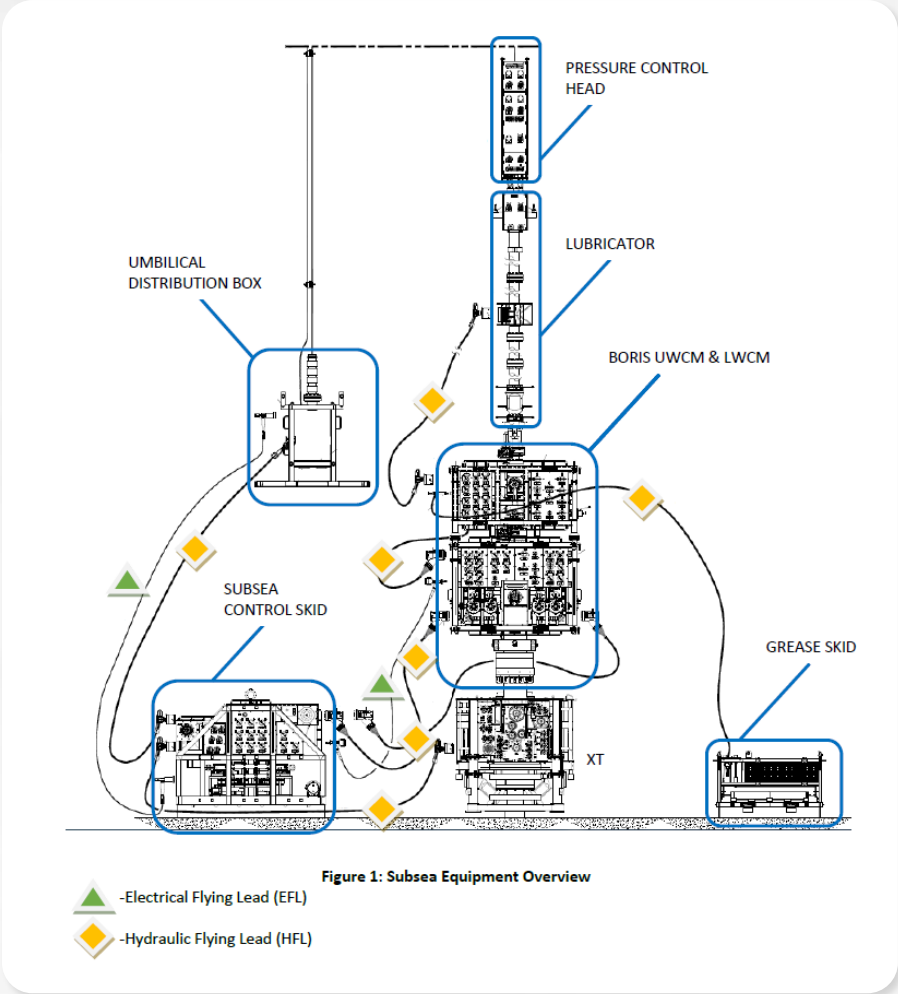 PRESSURE CONTROL
HEAD
LUBRICATOR
UMBILICAL
DISTRIBUTION BOX
BORIS UWCM & LWCM
SUBSEA
CONTROL SKID
GREASE SKID
XT
Figure 1: Subsea Equipment Overview
-Electrical Flying Lead (EFL)
-Hydraulic Flying Lead (HFL)